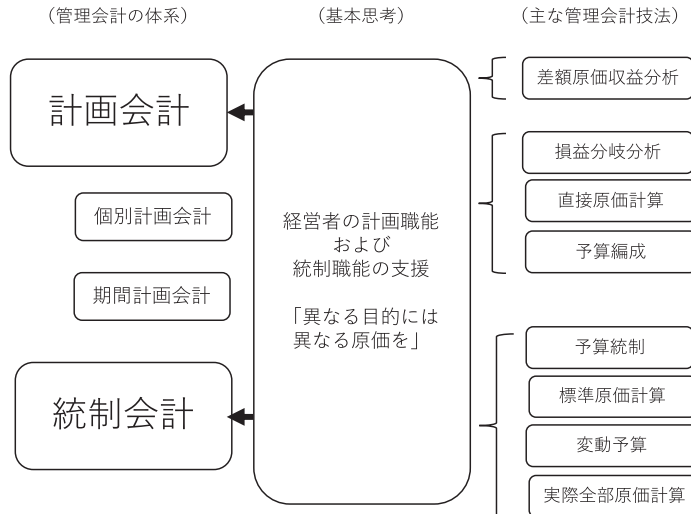 （管理会計の体系）
（基本思考）
（主な管理会計技法）
計画会計
個別計画会計
期間計画会計
統制会計
経営者の計画職能
および
統制職能の支援
「異なる目的には
異なる原価を」
差額原価収益分析
損益分岐分析
直接原価計算
予算編成
予算統制
標準原価計算
変動予算
実際全部原価計算